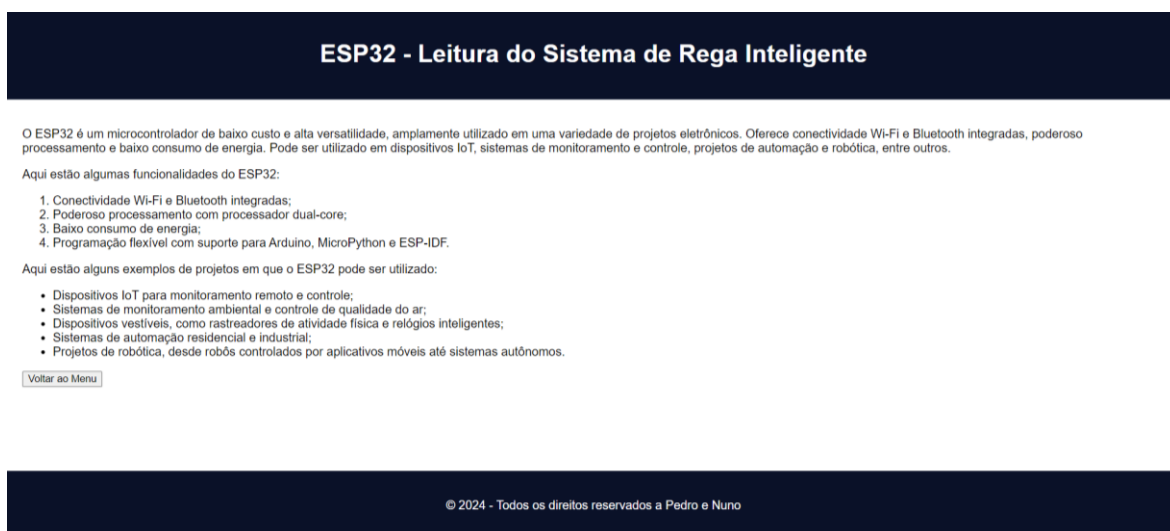 ESP32 - Leitura do Sistema de Rega Inteligente
O ESP32 é um microcontrolador de baixo custo e alta versatilidade, amplamente utilizado em uma variedade de projetos eletrônicos. Oferece conectividade Wi-Fi e Bluetooth integradas, poderoso
processamento e baixo consumo de energia. Pode ser utilizado em dispositivos IoT, sistemas de monitoramento e controle, projetos de automação e robótica, entre outros.
Aqui estão algumas funcionalidades do ESP32:
1. Conectividade Wi-Fi e Bluetooth integradas;
2. Poderoso processamento com processador dual-core;
3. Baixo consumo de energia;
4. Programação flexível com suporte para Arduino, MicroPython e ESP-IDF.
Aqui estão alguns exemplos de projetos em que o ESP32 pode ser utilizado:
• Dispositivos IoT para monitoramento remoto e controle;
• Sistemas de monitoramento ambiental e controle de qualidade do ar;
• Dispositivos vestíveis, como rastreadores de atividade física e relógios inteligentes;
• Sistemas de automação residencial e industrial;
• Projetos de robótica, desde robôs controlados por aplicativos móveis até sistemas autônomos.
Voltar ao Menu
© 2024 - Todos os direitos reservados a Pedro e Nuno